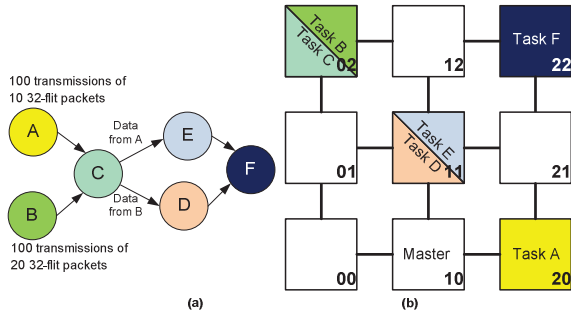 100 transmissions of
10 32-flit packets
A
B
C
Data
from A
Data
from B
E
D
F
100 transmissions of
20 32-flit packets
(a)
Task B
Task C
02
12
Task F
22
01
Task E
Task D
11
21
00
Master
10
Task A
20
(b)